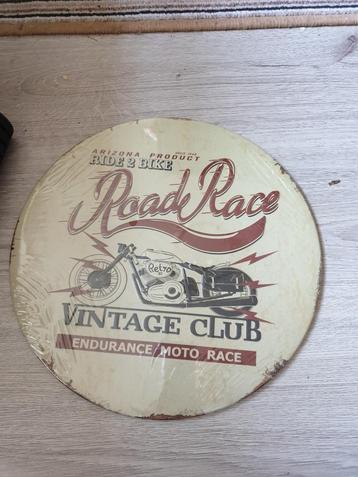 ARIZONA PRODUCT
RIDE 2 BIKE
Road Race
Retro
VINTAGE CLUB
ENDURANCE MOTO RACE